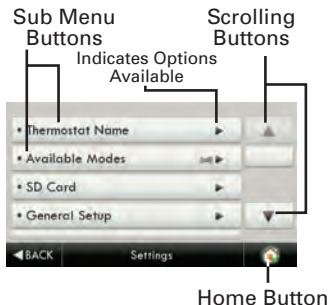 Sub Menu Buttons
Scrolling Buttons
Indicates Options Available
• Thermostat Name ▶
• Available Modes ▶
• SD Card ▶
• General Setup ▶
◀BACK Settings
Home Button